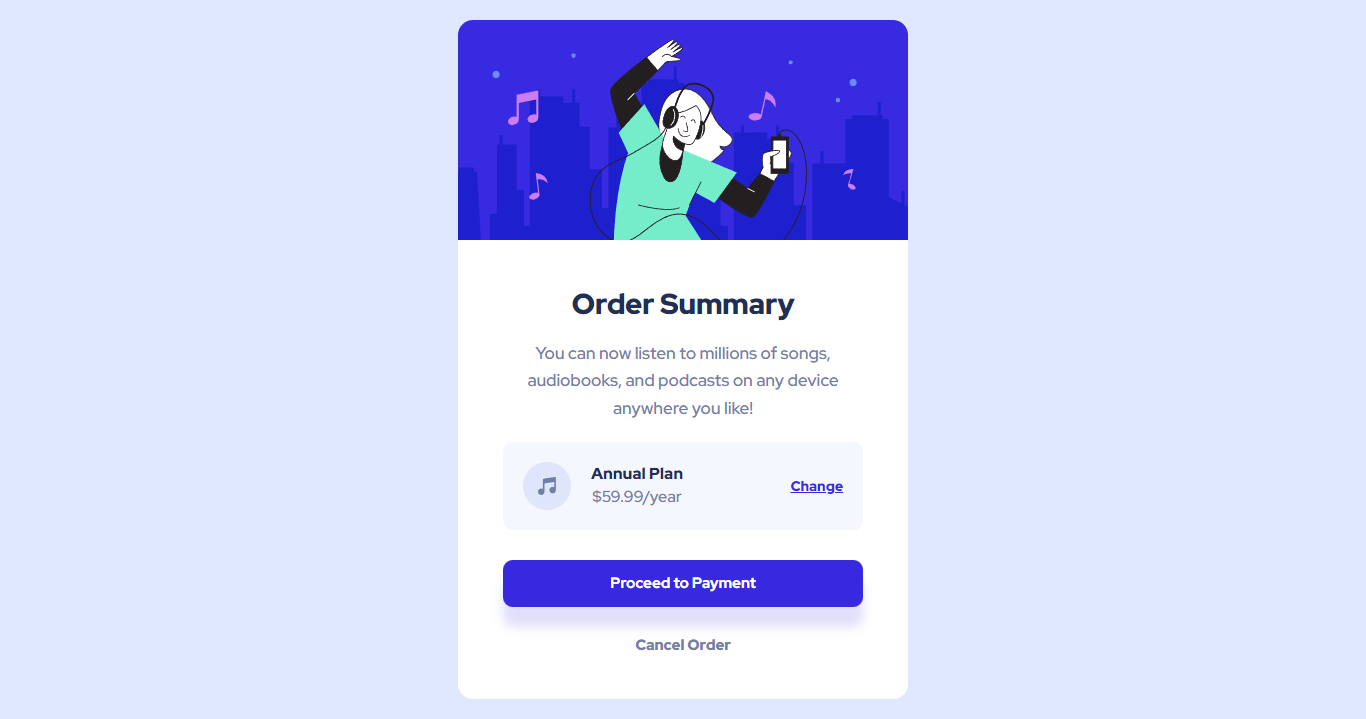 Order Summary
You can now listen to millions of songs,
audiobooks, and podcasts on any device
anywhere you like!
Annual Plan
$59.99/year
Change
Proceed to Payment
Cancel Order